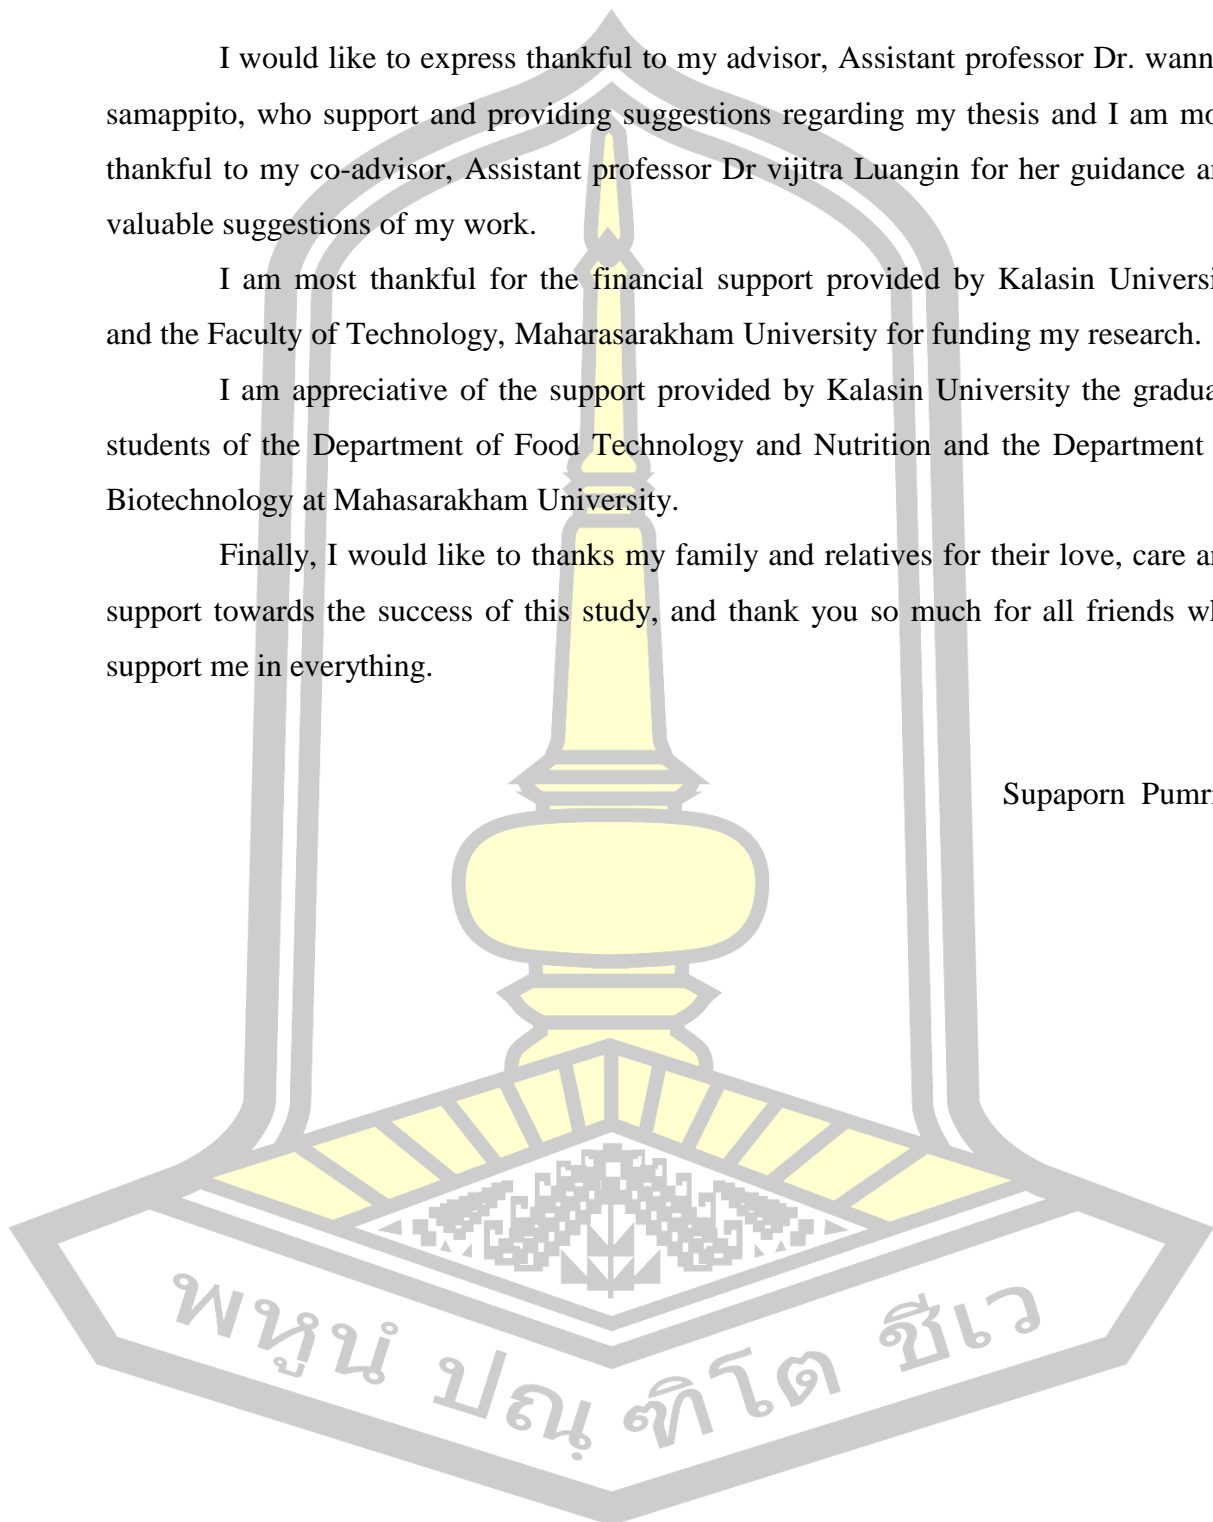 I would like to express thankful to my advisor, Assistant professor Dr. wann
samappito, who support and providing suggestions regarding my thesis and I am mo
thankful to my co-advisor, Assistant professor Dr vijitra Luangin for her guidance a
valuable suggestions of my work.
I am most thankful for the financial support provided by Kalasin Universi
and the Faculty of Technology, Maharasarakham University for funding my research.
I am appreciative of the support provided by Kalasin University the gradua
students of the Department of Food Technology and Nutrition and the Department
Biotechnology at Mahasarakham University.
Finally, I would like to thanks my family and relatives for their love, care a
support towards the success of this study, and thank you so much for all friends w
support me in everything.
Supaporn Pumri
พหูนํ ปณฺ ฑิโต ชีเว